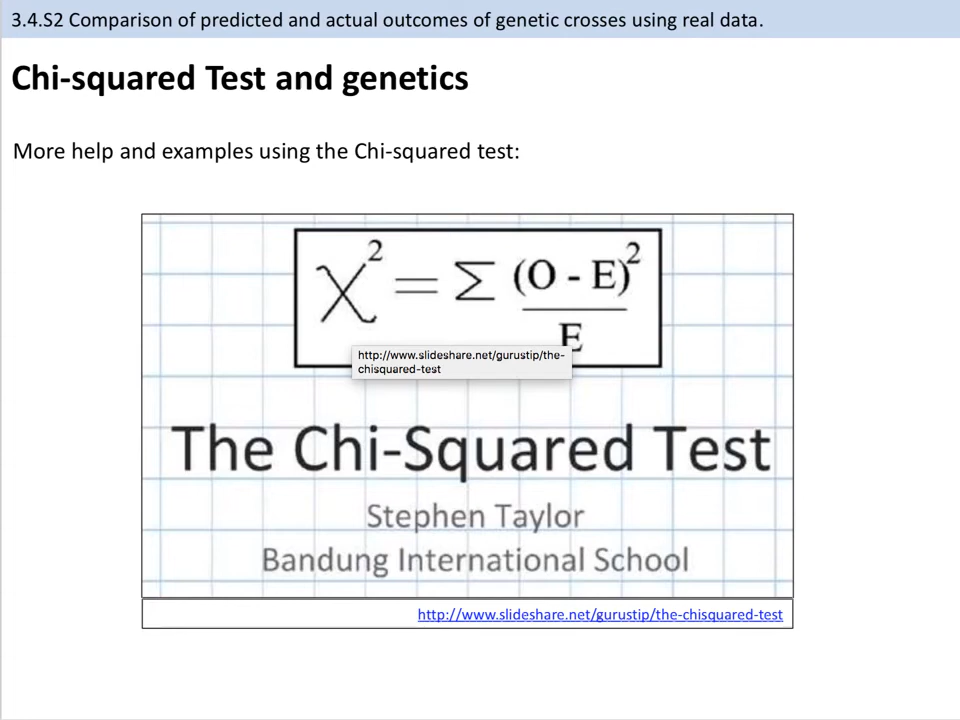 3.4.S2 Comparison of predicted and actual outcomes of genetic crosses using real data.
Chi-squared Test and genetics
More help and examples using the Chi-squared test:
χ² = Σ (O - E)²
E
http://www.slideshare.net/gurustip/the-
chisquared-test
The Chi-Squared Test
Stephen Taylor
Bandung International School
http://www.slideshare.net/gurustip/the-chisquared-test